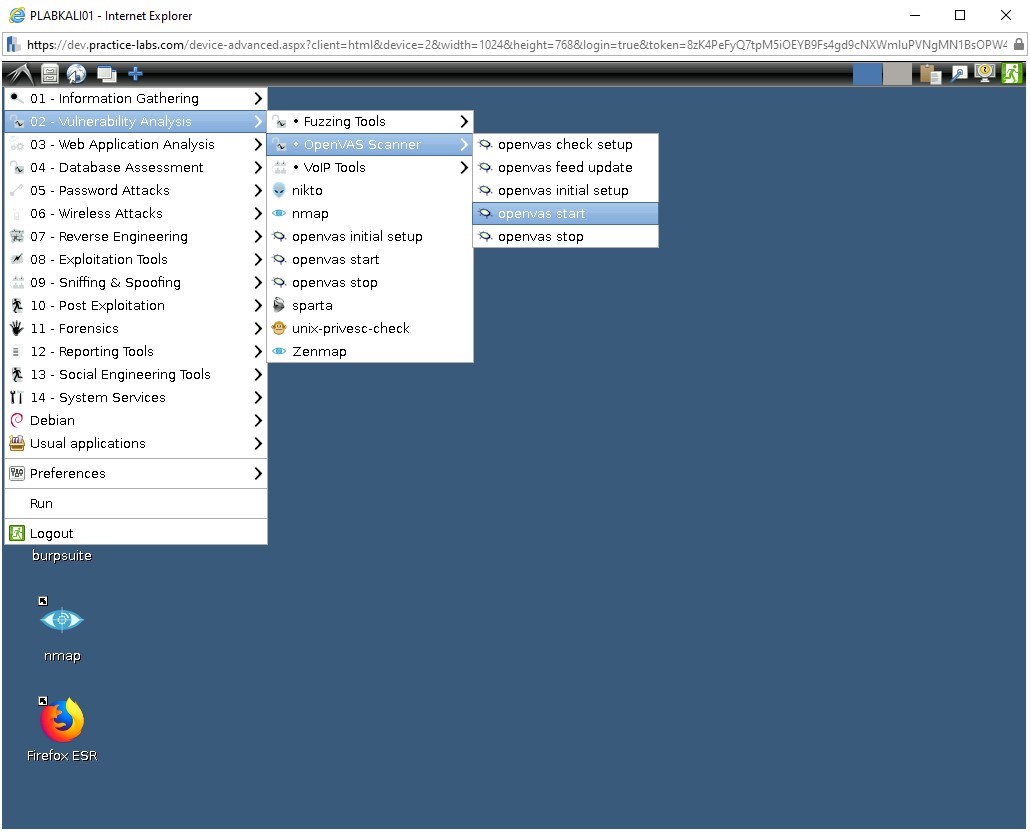 PLABKALI01 - Internet Explorer
https://dev.practice-labs.com/device-advanced.aspx?client=html&device=2&width=1024&height=768&login=true&token=8zK4PeFyQ7tpM5iOEYB9Fs4gd9cNXWmIuPVNgMN1BsOPW4
01 - Information Gathering
02 - Vulnerability Analysis
03 - Web Application Analysis
04 - Database Assessment
05 - Password Attacks
06 - Wireless Attacks
07 - Reverse Engineering
08 - Exploitation Tools
09 - Sniffing & Spoofing
10 - Post Exploitation
11 - Forensics
12 - Reporting Tools
13 - Social Engineering Tools
14 - System Services
Debian
Usual applications
Preferences
Run
Logout
• Fuzzing Tools
• OpenVAS Scanner
• VoIP Tools
nikto
nmap
openvas initial setup
openvas start
openvas stop
sparta
unix-privesc-check
Zenmap
openvas check setup
openvas feed update
openvas initial setup
openvas start
openvas stop
burpsuite
nmap
Firefox ESR